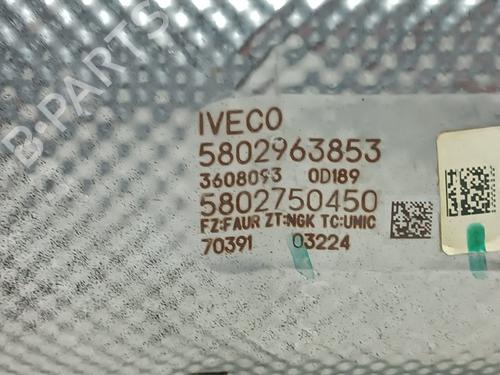 IVECO
5802963853
3608093 0D189
5802750450
FZ:FAUR ZT:NGK TC:UMIC
70391 03224
B-PARTS